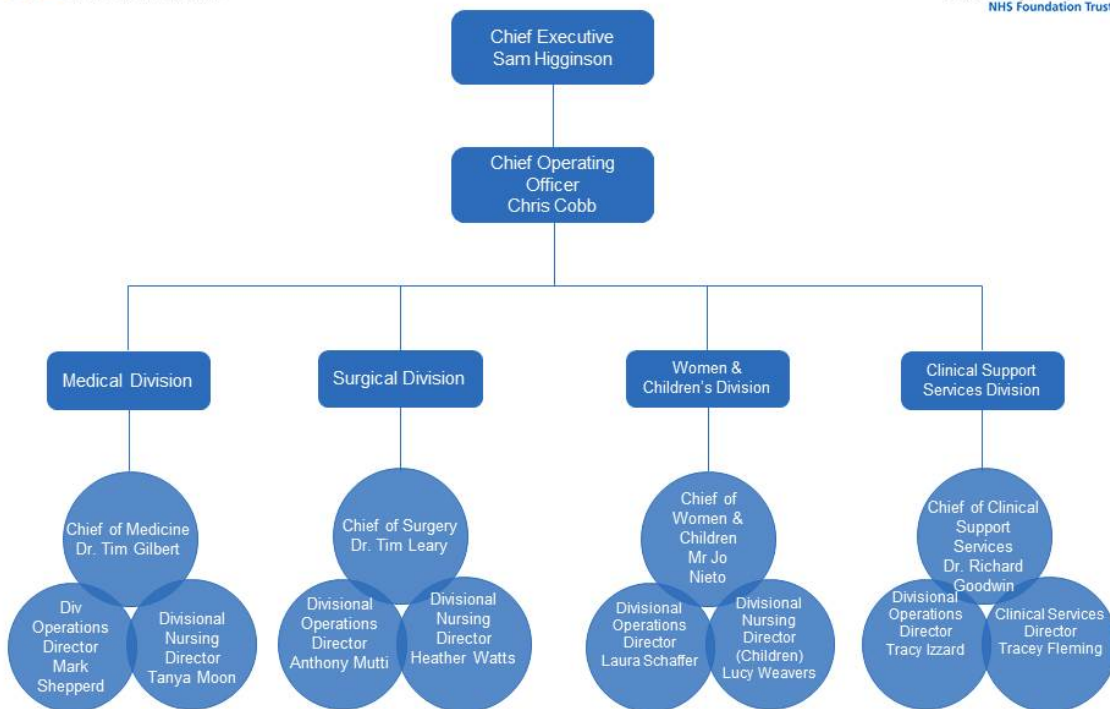 NHS Foundation Trust
Chief Executive
Sam Higginson
Chief Operating
Officer
Chris Cobb
Medical Division
Surgical Division
Women &
Children's Division
Clinical Support
Services Division
Chief of Medicine
Dr. Tim Gilbert
Div
Operations
Director
Mark
Shepperd
Divisional
Nursing
Director
Tanya Moon
Chief of Surgery
Dr. Tim Leary
Divisional
Operations
Director
Anthony Mutti
Divisional
Nursing
Director
Heather Watts
Chief of
Women &
Children
Mr Jo
Nieto
Divisional
Operations
Director
Laura Schaffer
Divisional
Nursing
Director
(Children)
Lucy Weavers
Chief of Clinical
Support
Services
Dr. Richard
Goodwin
Divisional
Operations
Director
Tracy Izzard
Clinical Services
Director
Tracey Fleming